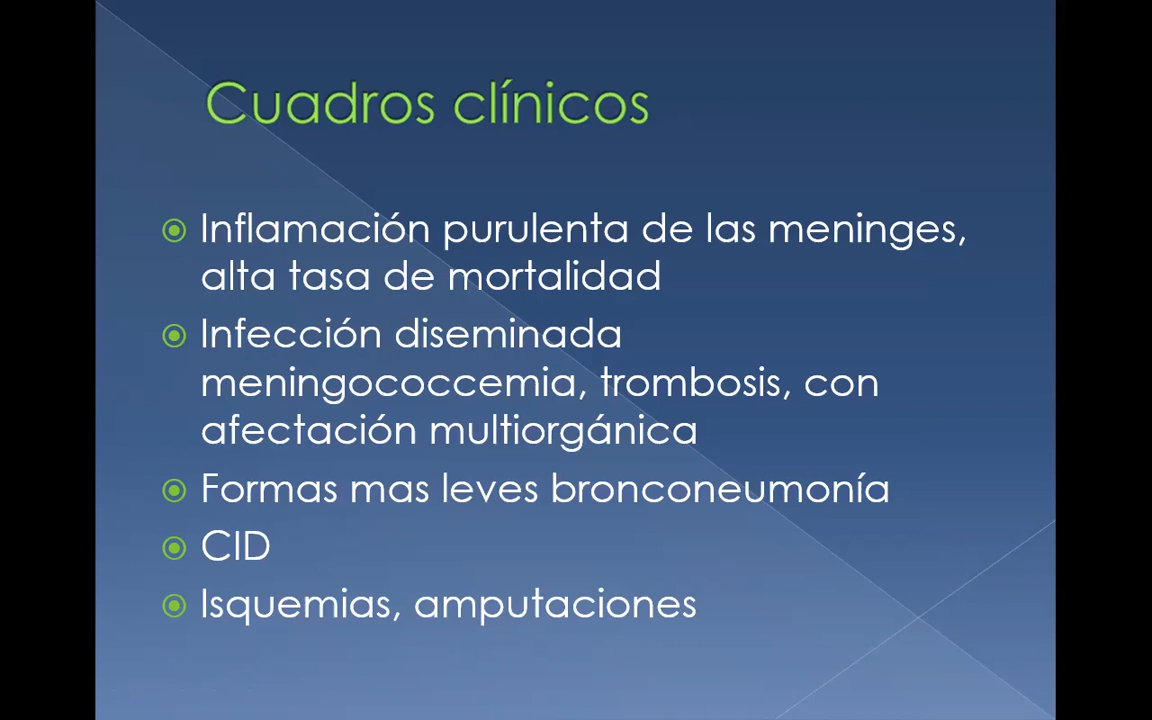 Cuadros clínicos
Inflamación purulenta de las meninges,
alta tasa de mortalidad
Infección diseminada
meningococcemia, trombosis, con
afectación multiorgánica
Formas mas leves bronconeumonía
CID
Isquemias, amputaciones